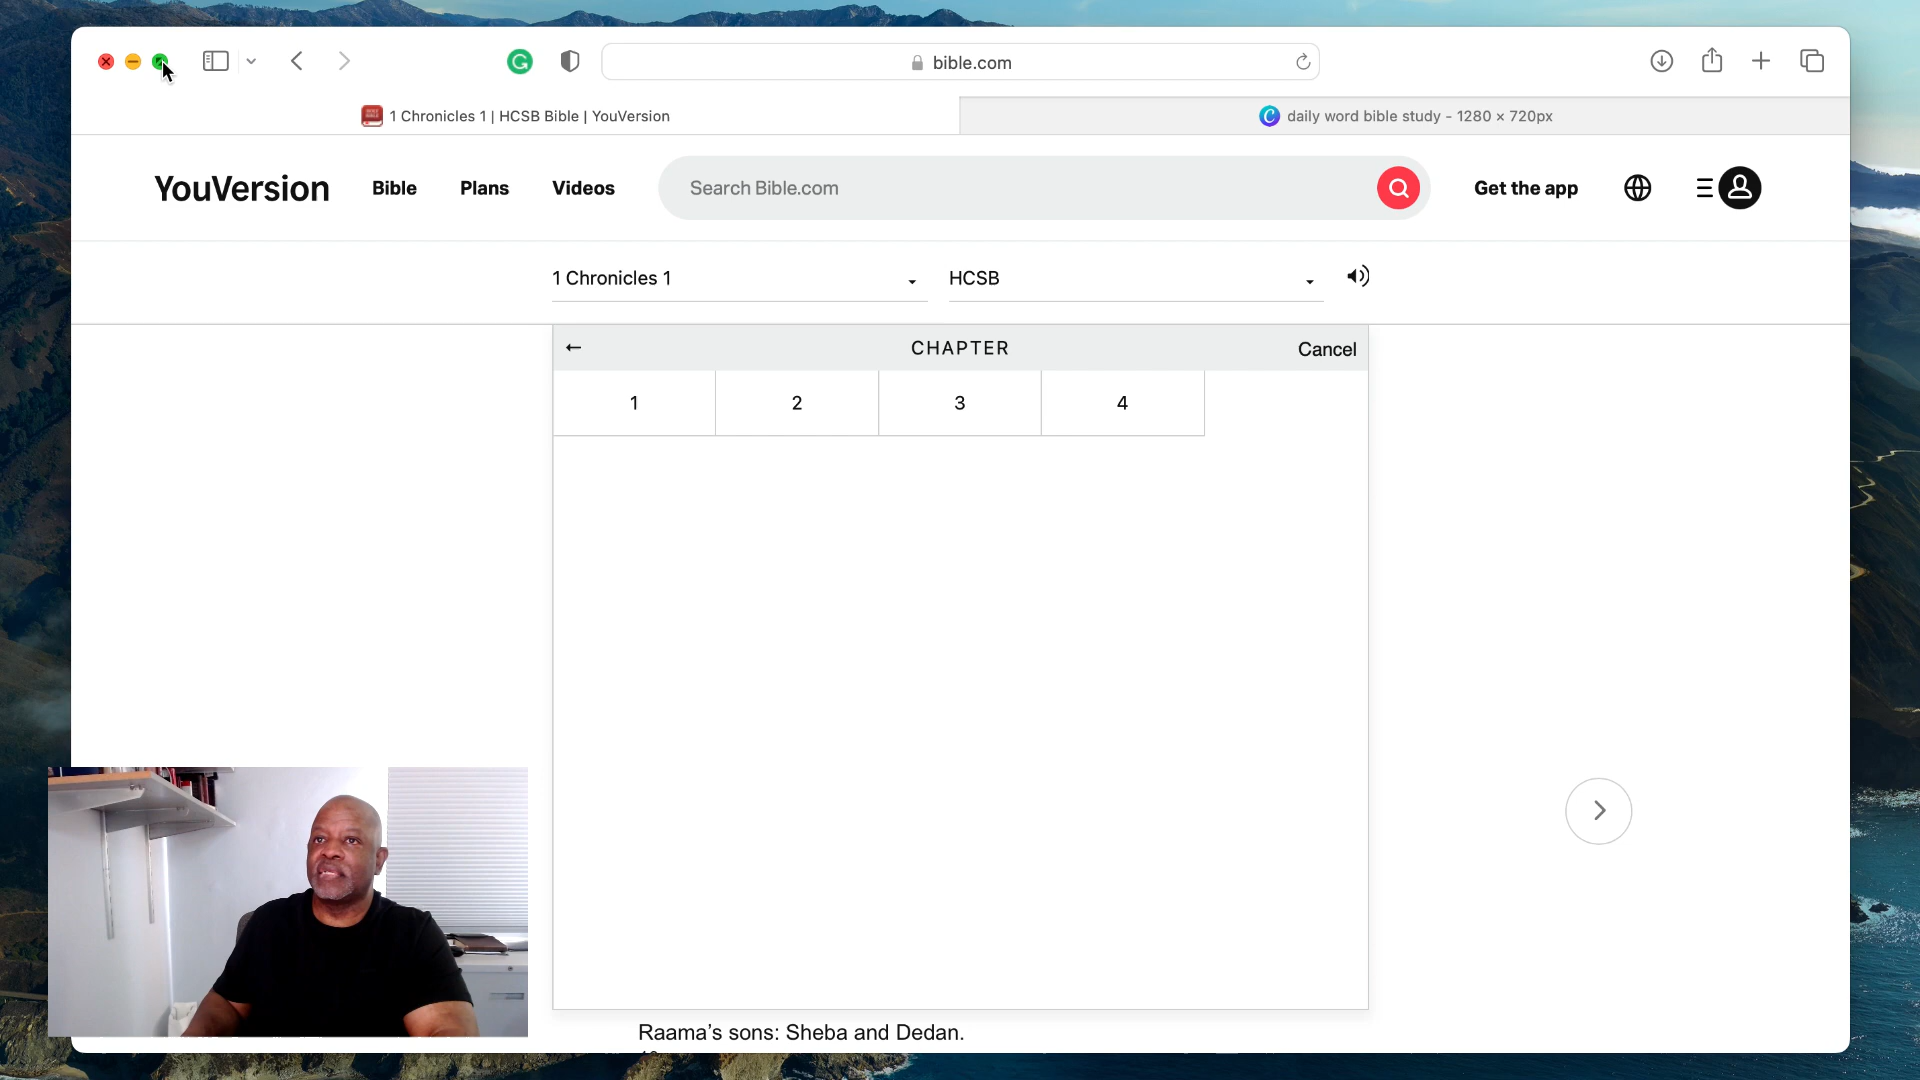 bible.com
1 Chronicles 1 | HCSB Bible | YouVersion
daily word bible study - 1280 × 720px
YouVersion
Bible
Plans
Videos
Search Bible.com
Get the app
1 Chronicles 1
HCSB
CHAPTER
Cancel
1
2
3
4
Raama’s sons: Sheba and Dedan.